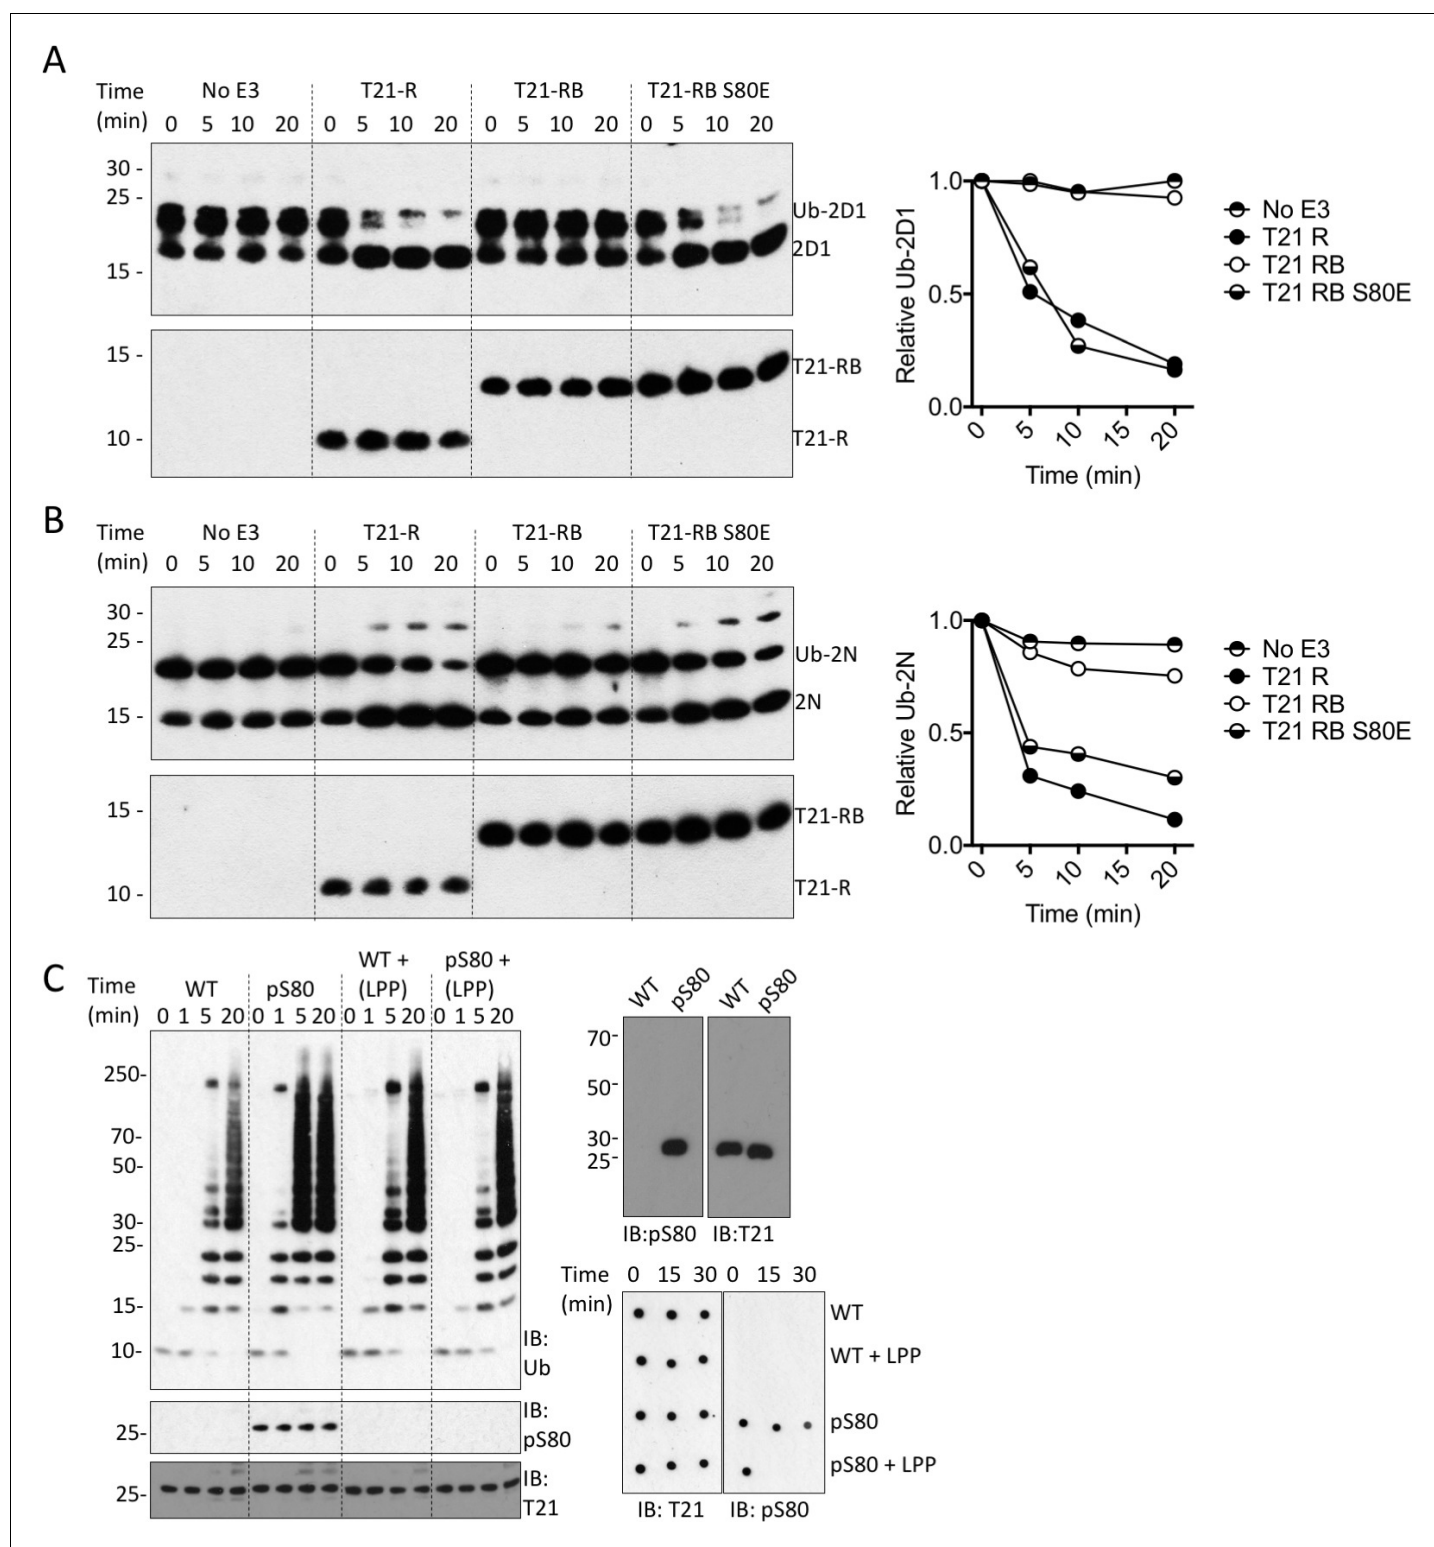 A
Time
(min)
No E3
T21-R
T21-RB
T21-RB S80E
0 5 10 20 0 5 10 20 0 5 10 20 0 5 10 20
30 -
25 -
15 -
Ub-2D1
2D1
15 -
10 -
T21-RB
T21-R
Relative Ub-2D1
1.0
0.5
0.0
0 5 10 15 20
Time (min)
No E3
T21 R
T21 RB
T21 RB S80E
B
Time
(min)
No E3
T21-R
T21-RB
T21-RB S80E
0 5 10 20 0 5 10 20 0 5 10 20 0 5 10 20
30 -
25 -
15 -
Ub-2N
2N
15 -
10 -
T21-RB
T21-R
Relative Ub-2N
1.0
0.5
0.0
0 5 10 15 20
Time (min)
No E3
T21 R
T21 RB
T21 RB S80E
C
Time
(min)
WT
pS80
WT +
(LPP)
pS80 +
(LPP)
0 1 5 20 0 1 5 20 0 1 5 20 0 1 5 20
250-
70-
50-
30-
25-
15-
10-
IB:
Ub
25-
IB:
pS80
25-
IB:
T21
WT pS80 WT pS80
70-
50-
30-
25-
IB:pS80 IB:T21
Time
(min)
0 15 30 0 15 30
WT
WT + LPP
pS80
pS80 + LPP
IB: T21 IB: pS80